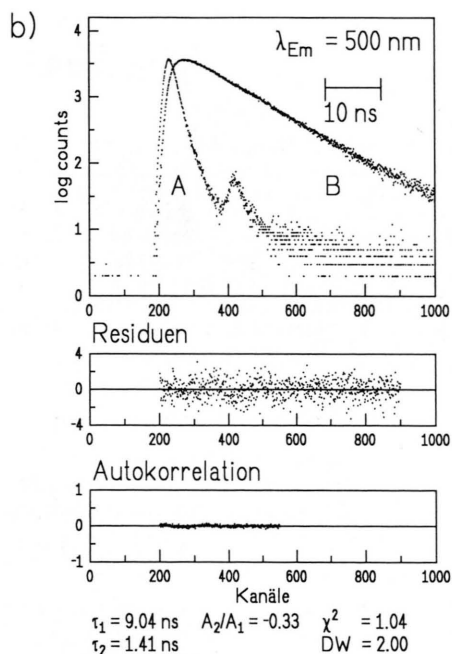 b)
λEm = 500 nm
10 ns
A
B
log counts
4
3
2
1
0
0 200 400 600 800 1000
Residuen
4
0
-4
0 200 400 600 800 1000
Autokorrelation
1
0
-1
0 200 400 600 800 1000
Kanäle
τ1 = 9.04 ns A2/A1 = -0.33 χ² = 1.04
τ2 = 1.41 ns DW = 2.00